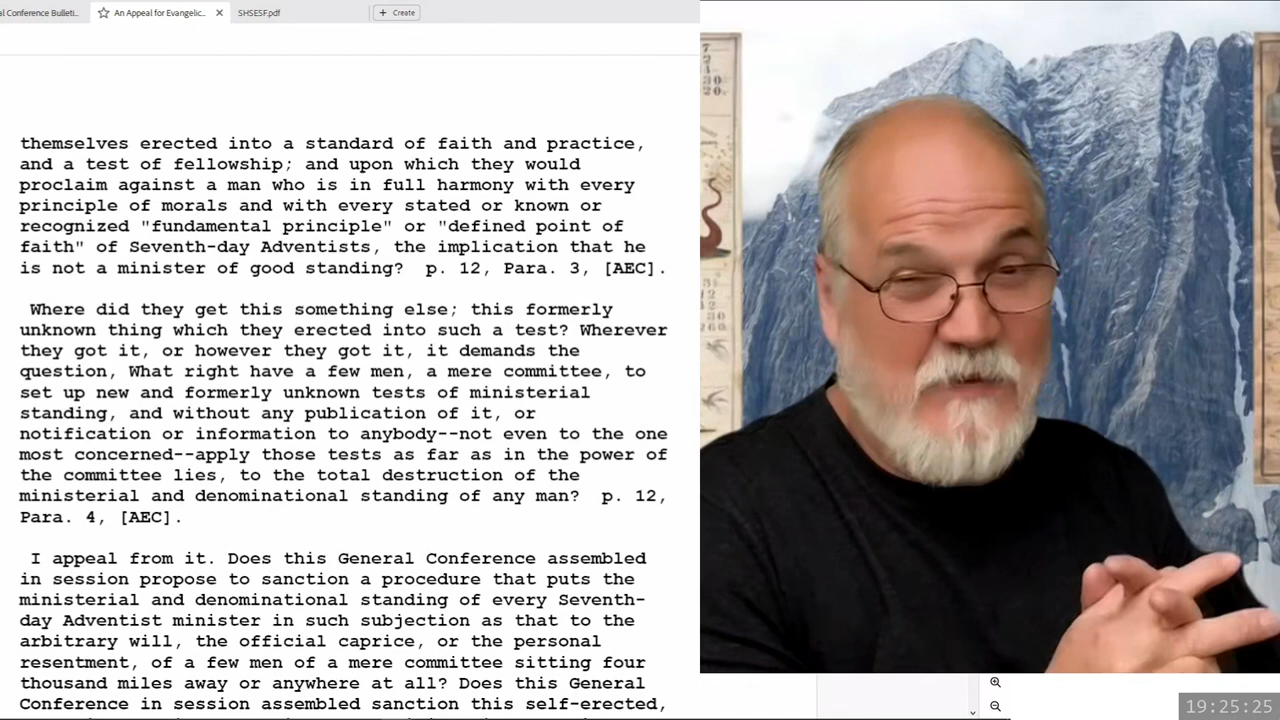 al Conference Bulleti...
An Appeal for Evangelic...
SHSESF.pdf
Create
themselves erected into a standard of faith and practice,
and a test of fellowship; and upon which they would
proclaim against a man who is in full harmony with every
principle of morals and with every stated or known or
recognized "fundamental principle" or "defined point of
faith" of Seventh-day Adventists, the implication that he
is not a minister of good standing?  p. 12, Para. 3, [AEC].
Where did they get this something else; this formerly
unknown thing which they erected into such a test? Wherever
they got it, or however they got it, it demands the
question, What right have a few men, a mere committee, to
set up new and formerly unknown tests of ministerial
standing, and without any publication of it, or
notification or information to anybody--not even to the one
most concerned--apply those tests as far as in the power of
the committee lies, to the total destruction of the
ministerial and denominational standing of any man?  p. 12,
Para. 4, [AEC].
I appeal from it. Does this General Conference assembled
in session propose to sanction a procedure that puts the
ministerial and denominational standing of every Seventh-
day Adventist minister in such subjection as that to the
arbitrary will, the official caprice, or the personal
resentment, of a few men of a mere committee sitting four
thousand miles away or anywhere at all? Does this General
Conference in session assembled sanction this self-erected,
19:25:25